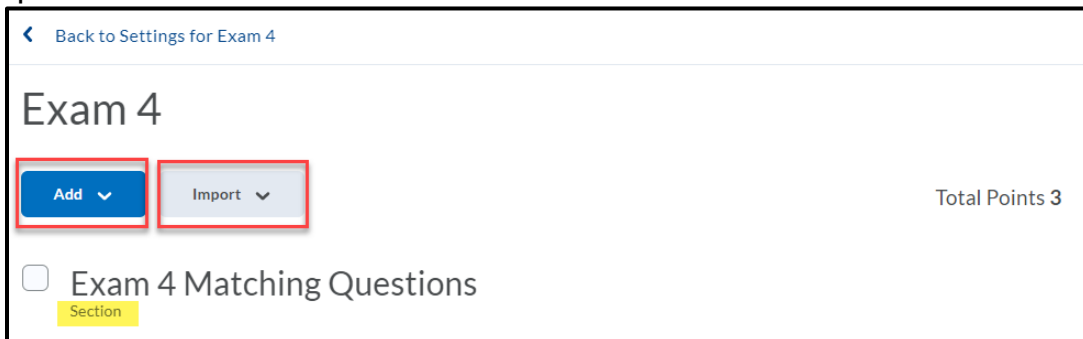 Back to Settings for Exam 4
Exam 4
Add Import Total Points 3
Exam 4 Matching Questions
Section